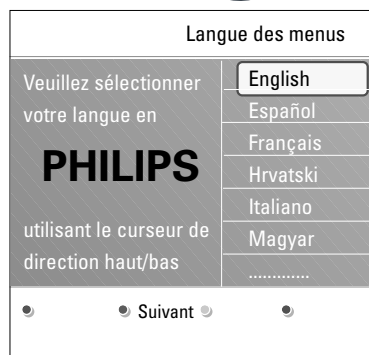 Langue des menus
Veuillez sélectionner
votre langue en
PHILIPS
utilisant le curseur de
direction haut/bas
English
Español
Français
Hrvatski
Italiano
Magyar
.............
Suivant